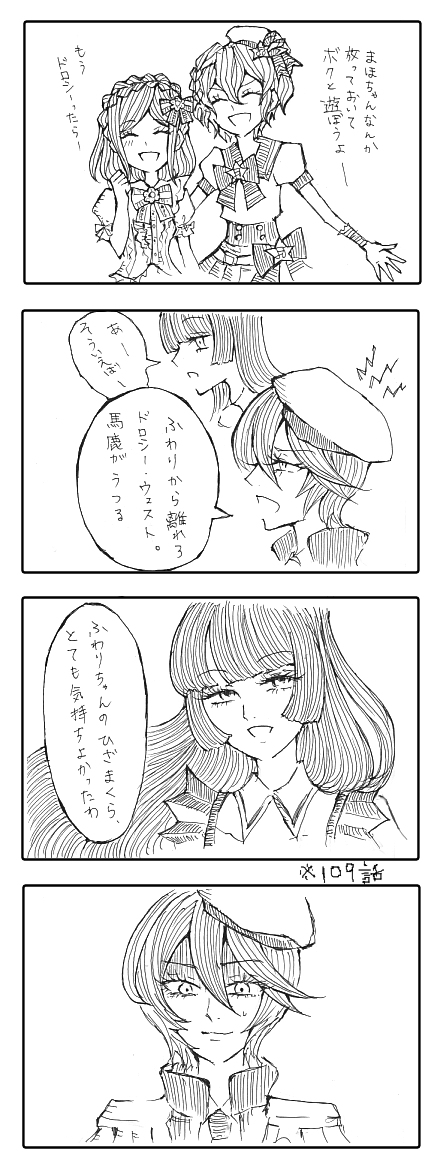 まほちゃんなんか
放っておいて
ボクと遊ぼうよー
もう
ドロシーったらー
あー
そういえばー
ふわりから離れろ
ドロシー・ウェスト。
馬鹿がうつる
ふわりちゃんのひざまくら、
とても気持ちよかったわ
※109話